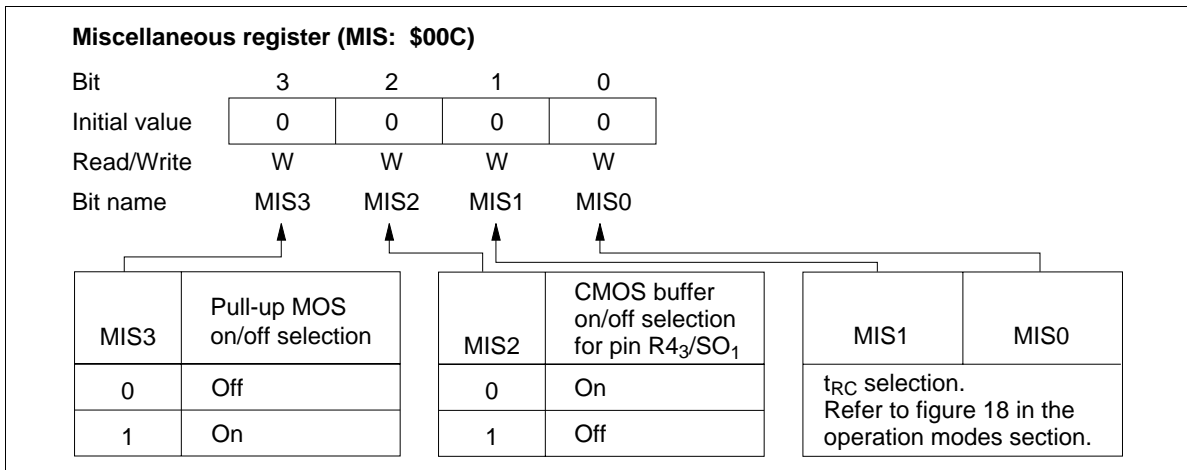 Miscellaneous register (MIS: $00C)
Bit 3 2 1 0
Initial value 0 0 0 0
Read/Write W W W W
Bit name MIS3 MIS2 MIS1 MIS0
MIS3 Pull-up MOS
on/off selection
0 Off
1 On
MIS2 CMOS buffer
on/off selection
for pin R4₃/SO₁
0 On
1 Off
MIS1 MIS0
tRC selection.
Refer to figure 18 in the
operation modes section.